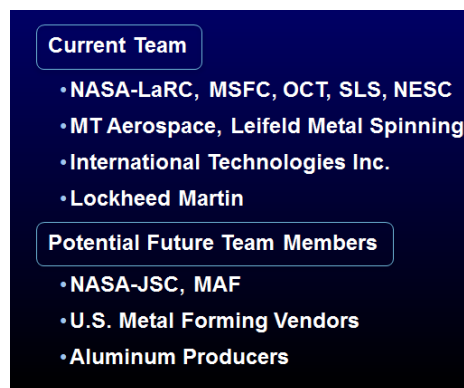 Current Team
•NASA-LaRC, MSFC, OCT, SLS, NESC
•MT Aerospace, Leifeld Metal Spinning
•International Technologies Inc.
•Lockheed Martin
Potential Future Team Members
•NASA-JSC, MAF
•U.S. Metal Forming Vendors
•Aluminum Producers